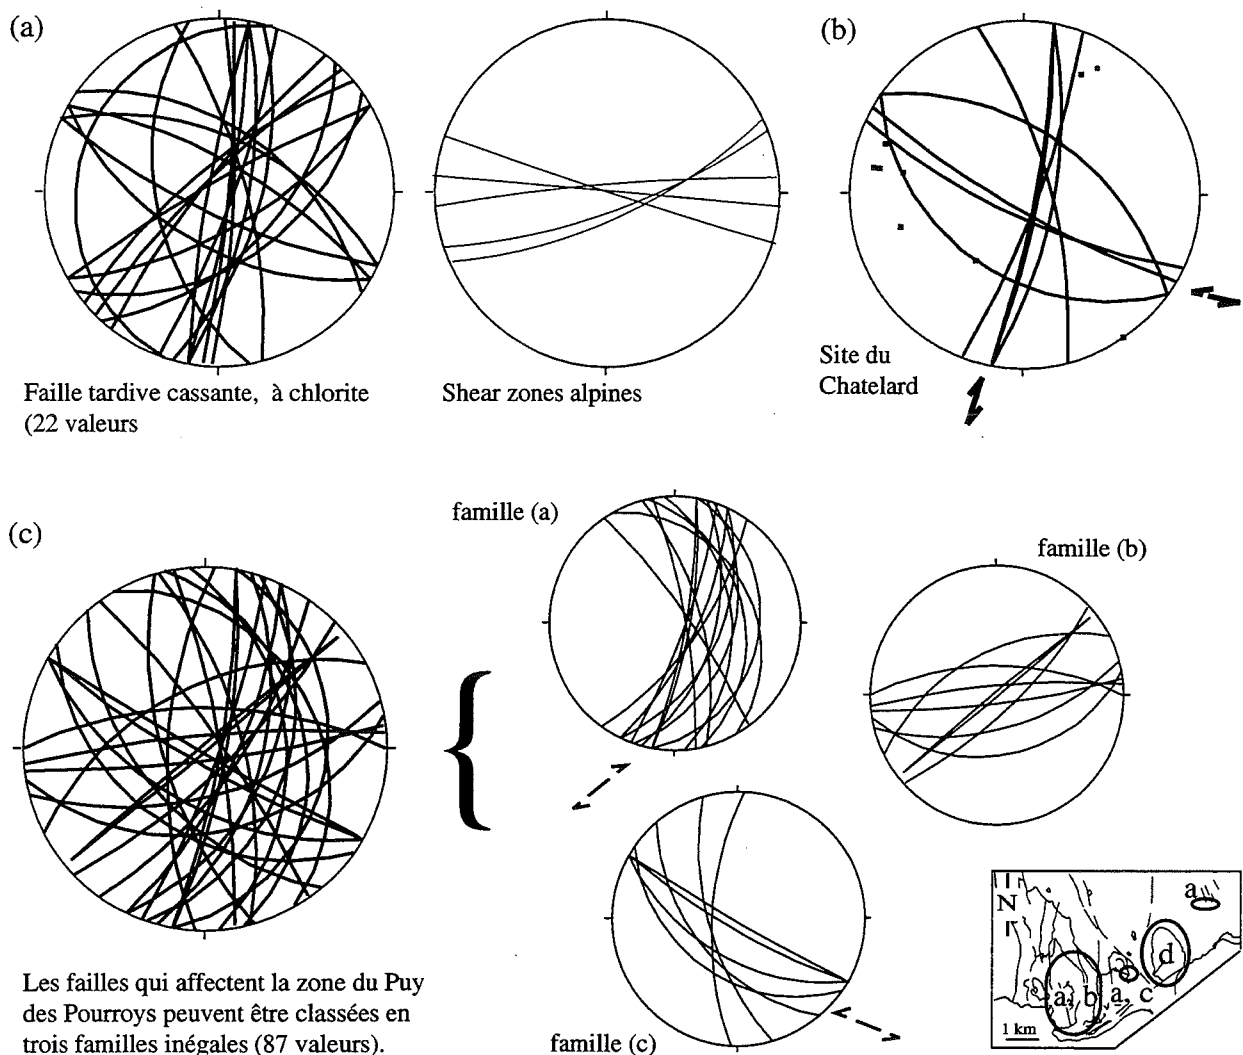 (a)
(b)
Faille tardive cassante, à chlorite
(22 valeurs
Shear zones alpines
Site du
Chatelard
(c)
famille (a)
famille (b)
famille (c)
Les failles qui affectent la zone du Puy
des Pourroys peuvent être classées en
trois familles inégales (87 valeurs).
N
a
d
a, b
a, c
1 km